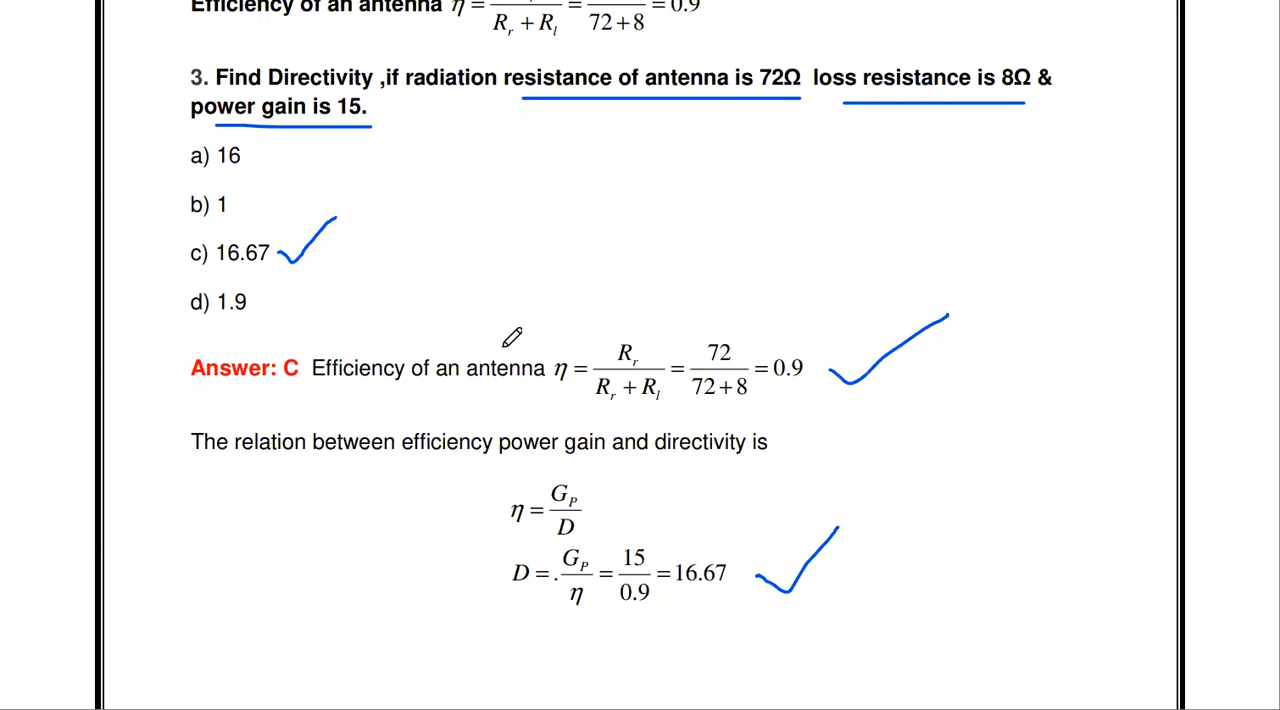 Efficiency of an antenna η = ——— = ——— = 0.9
R_r + R_l 72+8
3. Find Directivity ,if radiation resistance of antenna is 72Ω loss resistance is 8Ω &
power gain is 15.
a) 16
b) 1
c) 16.67
d) 1.9
Answer: C Efficiency of an antenna η = R_r / (R_r + R_l) = 72 / (72+8) = 0.9
The relation between efficiency power gain and directivity is
η = G_P / D
D = . G_P / η = 15 / 0.9 = 16.67